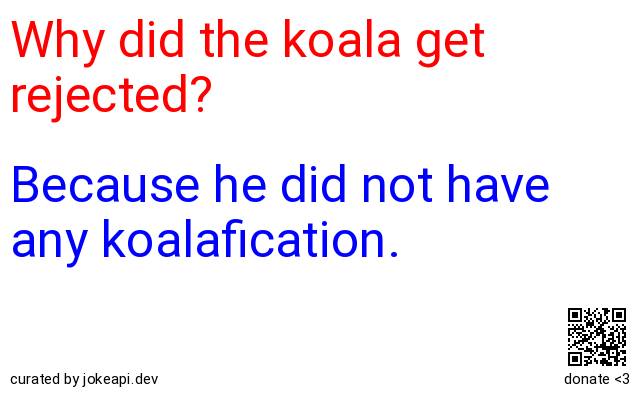 Why did the koala get
rejected?
Because he did not have
any koalafication.
curated by jokeapi.dev
donate <3